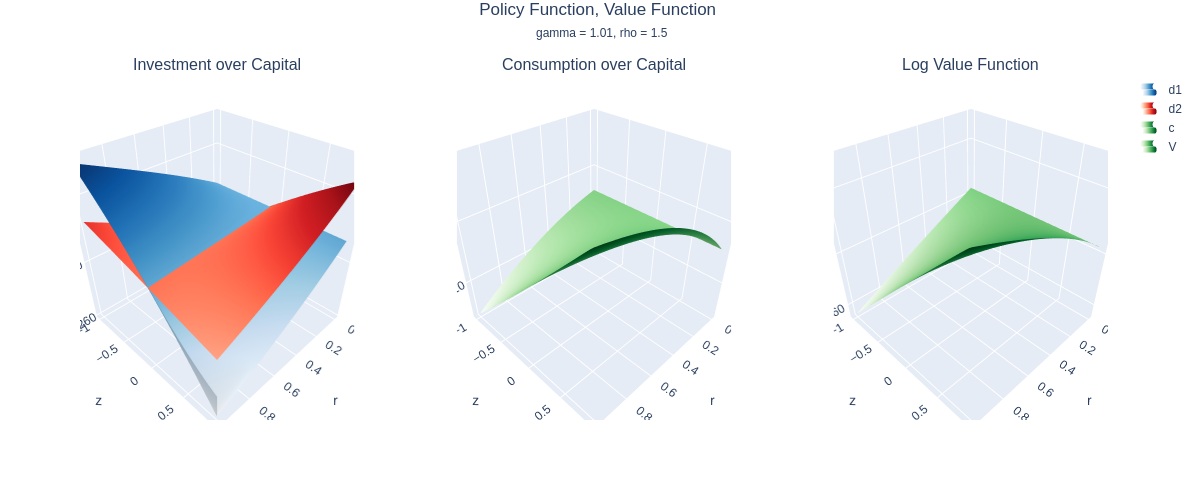 Policy Function, Value Function
gamma = 1.01, rho = 1.5
Investment over Capital
Consumption over Capital
Log Value Function
d1
d2
c
V
−1
−0.5
0
0.5
z
0
0.2
0.4
0.6
0.8
r
−1
−0.5
0
0.5
z
0
0.2
0.4
0.6
0.8
r
−1
−0.5
0
0.5
z
0
0.2
0.4
0.6
0.8
r